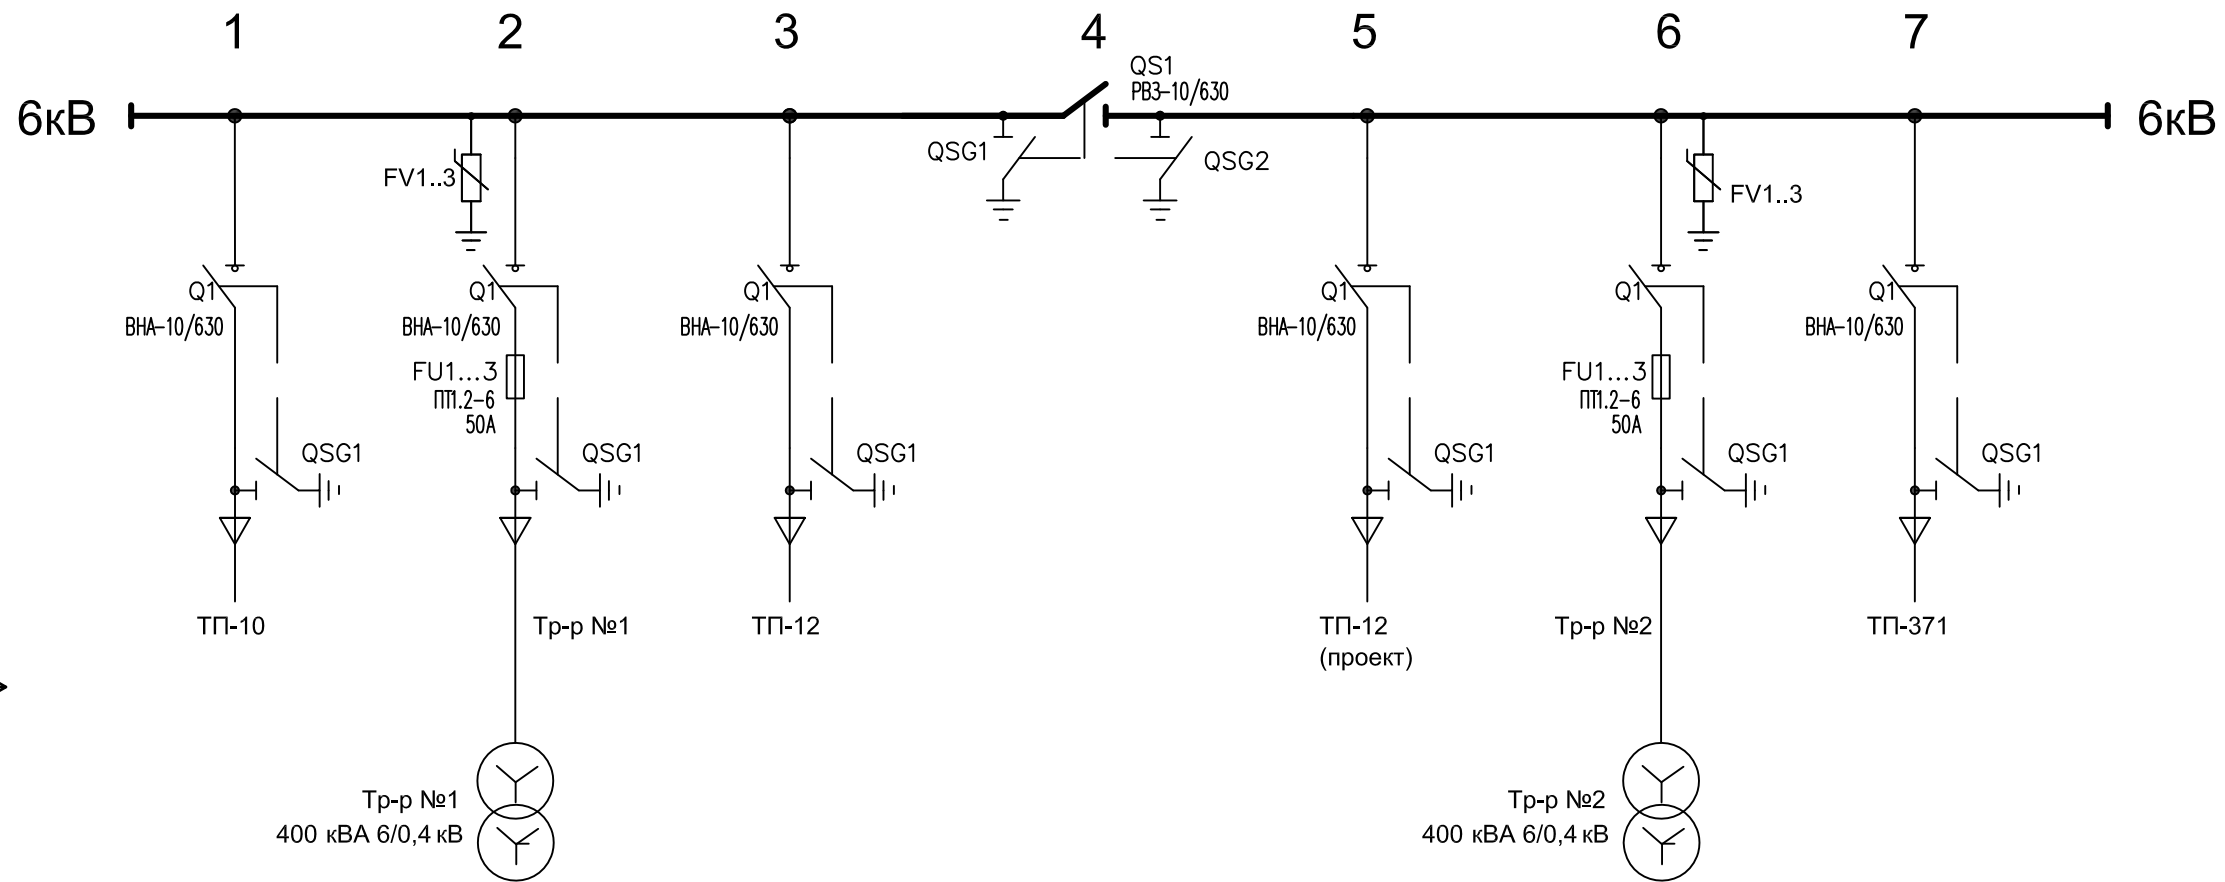 1 2 3 4 5 6 7
QS1
РВЗ-10/630
6кВ 6кВ
QSG1 QSG2
FV1..3 FV1..3
Q1 Q1 Q1 Q1 Q1 Q1
ВНА-10/630 ВНА-10/630 ВНА-10/630 ВНА-10/630 ВНА-10/630
FU1...3 FU1...3
ПТ1.2-6 ПТ1.2-6
50А 50А
QSG1 QSG1 QSG1 QSG1 QSG1 QSG1
ТП-10 Тр-р №1 ТП-12 ТП-12 Тр-р №2 ТП-371
(проект)
Тр-р №1 Тр-р №2
400 кВА 6/0,4 кВ 400 кВА 6/0,4 кВ